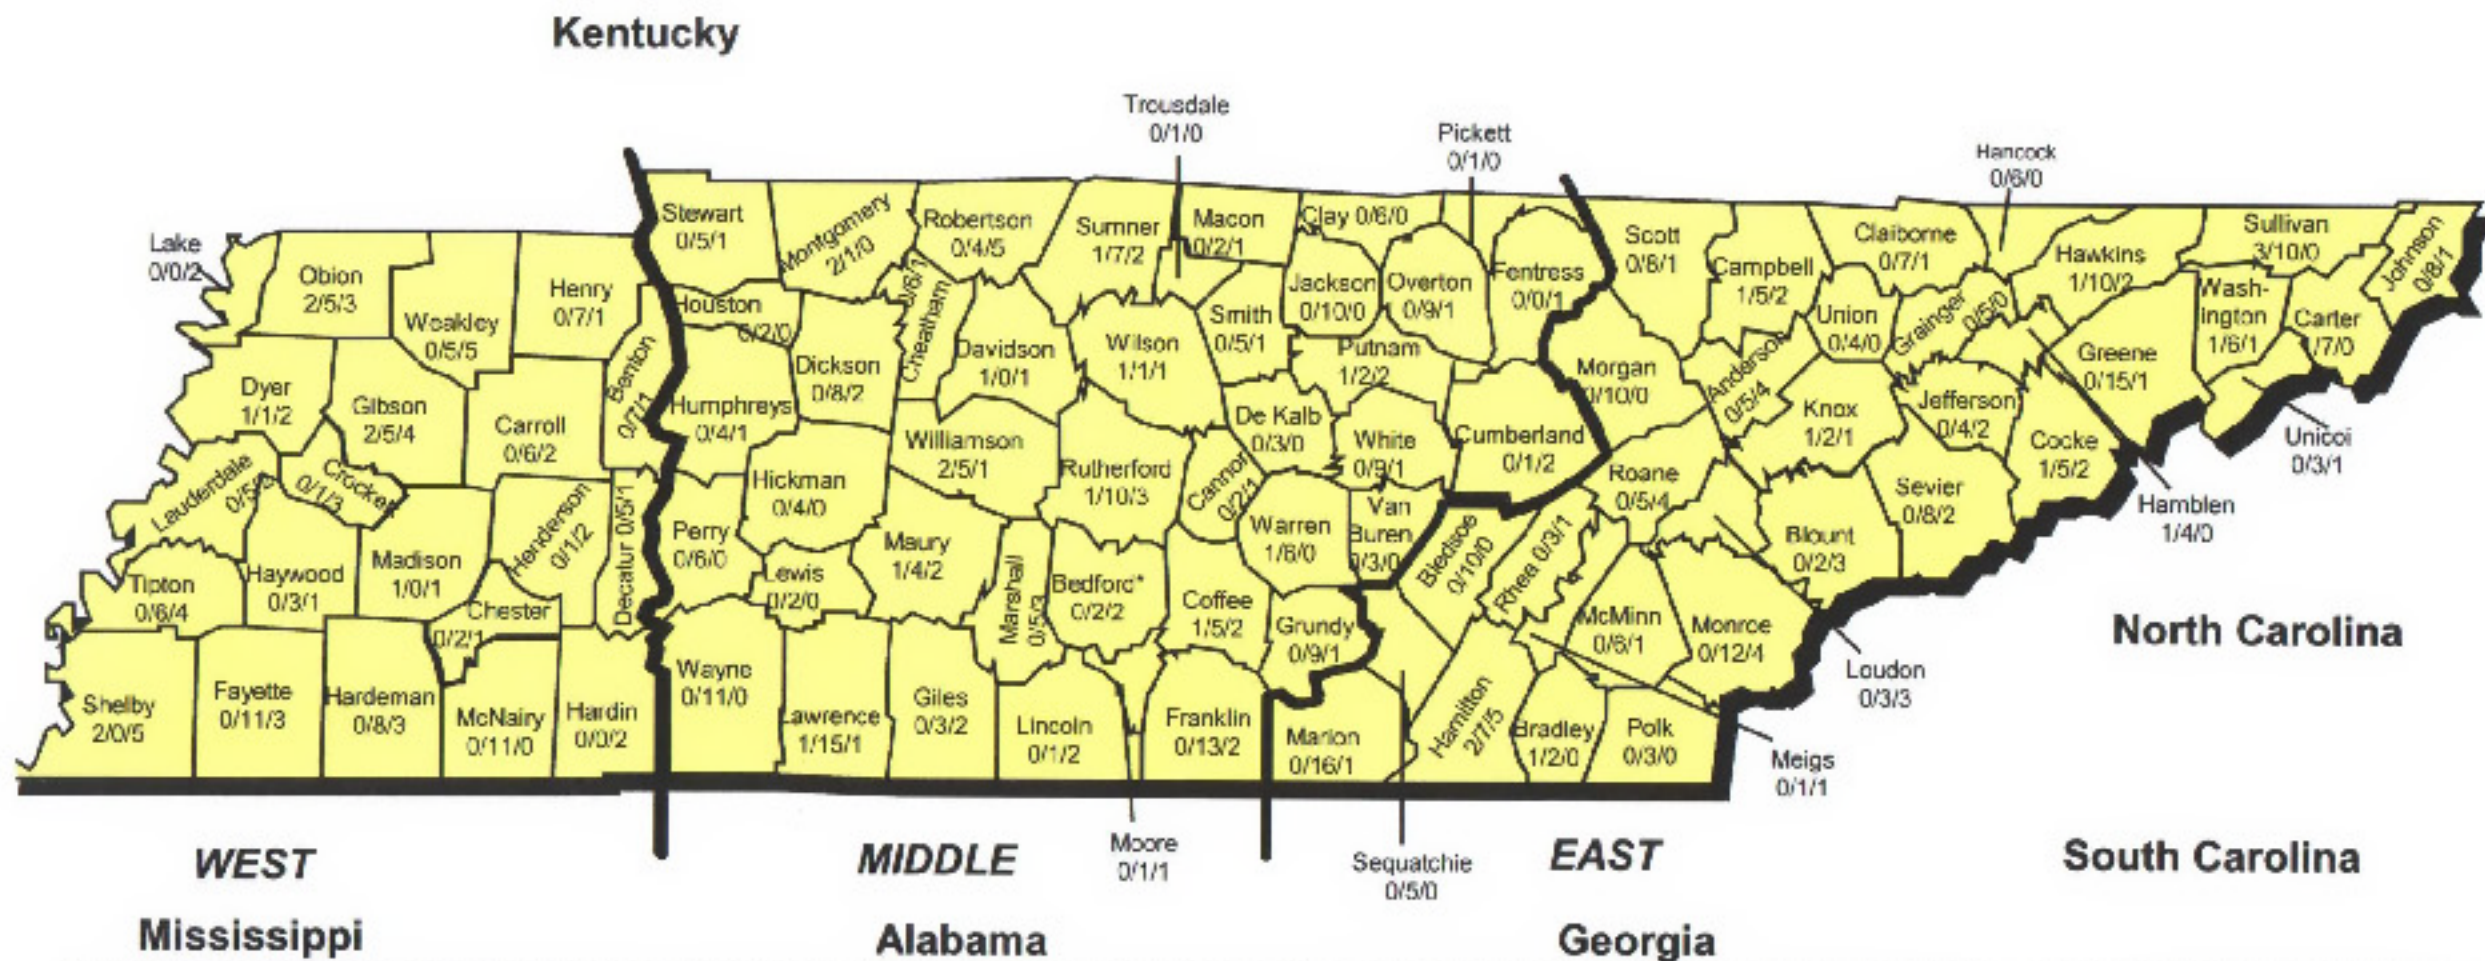 Kentucky
Trousdale
0/1/0
Pickett
0/1/0
Hancock
0/6/0
Lake
0/0/2
Obion
2/5/3
Weakley
0/5/5
Henry
0/7/1
Stewart
0/5/1
Montgomery
2/1/0
Robertson
0/4/5
Sumner
1/7/2
Macon
0/2/1
Clay 0/6/0
Jackson
0/10/0
Overton
0/9/1
Fentress
0/0/1
Scott
0/6/1
Campbell
1/5/2
Claiborne
0/7/1
Hawkins
1/10/2
Sullivan
3/10/0
Johnson
0/8/1
Houston
0/2/0
Cheatham
0/6/1
Smith
0/5/1
Union
0/4/0
Grainger
0/5/0
Wash-
ington
1/6/1
Carter
1/7/0
Dyer
1/1/2
Gibson
2/5/4
Carroll
0/6/2
Benton
0/7/1
Humphreys
0/4/1
Dickson
0/8/2
Davidson
1/0/1
Wilson
1/1/1
Putnam
1/2/2
Morgan
0/10/0
Anderson
0/5/4
Knox
1/2/1
Jefferson
0/4/2
Greene
0/15/1
Lauderdale
Crockett
0/1/3
Williamson
2/5/1
Rutherford
1/10/3
Cannon
0/2/1
De Kalb
0/3/0
White
0/9/1
Cumberland
0/1/2
Roane
0/5/4
Sevier
0/8/2
Cocke
1/5/2
Unicoi
0/3/1
Hickman
0/4/0
Hamblen
1/4/0
Tipton
0/6/4
Haywood
0/3/1
Madison
1/0/1
Henderson
0/1/2
Decatur 0/5/1
Perry
0/6/0
Lewis
0/2/0
Maury
1/4/2
Marshall
0/5/3
Bedford*
0/2/2
Coffee
1/5/2
Warren
1/6/0
Van
Buren
0/3/0
Bledsoe
0/10/0
Rhea 0/3/1
Blount
0/2/3
Chester
0/2/1
Grundy
0/9/1
McMinn
0/6/1
Monroe
0/12/4
North Carolina
Loudon
0/3/3
Shelby
2/0/5
Fayette
0/11/3
Hardeman
0/8/3
McNairy
0/11/0
Hardin
0/0/2
Wayne
0/11/0
Lawrence
1/15/1
Giles
0/3/2
Lincoln
0/1/2
Franklin
0/13/2
Marion
0/16/1
Hamilton
2/7/5
Bradley
1/2/0
Polk
0/3/0
Meigs
0/1/1
Moore
0/1/1
Sequatchie
0/5/0
WEST
MIDDLE
EAST
South Carolina
Mississippi
Alabama
Georgia